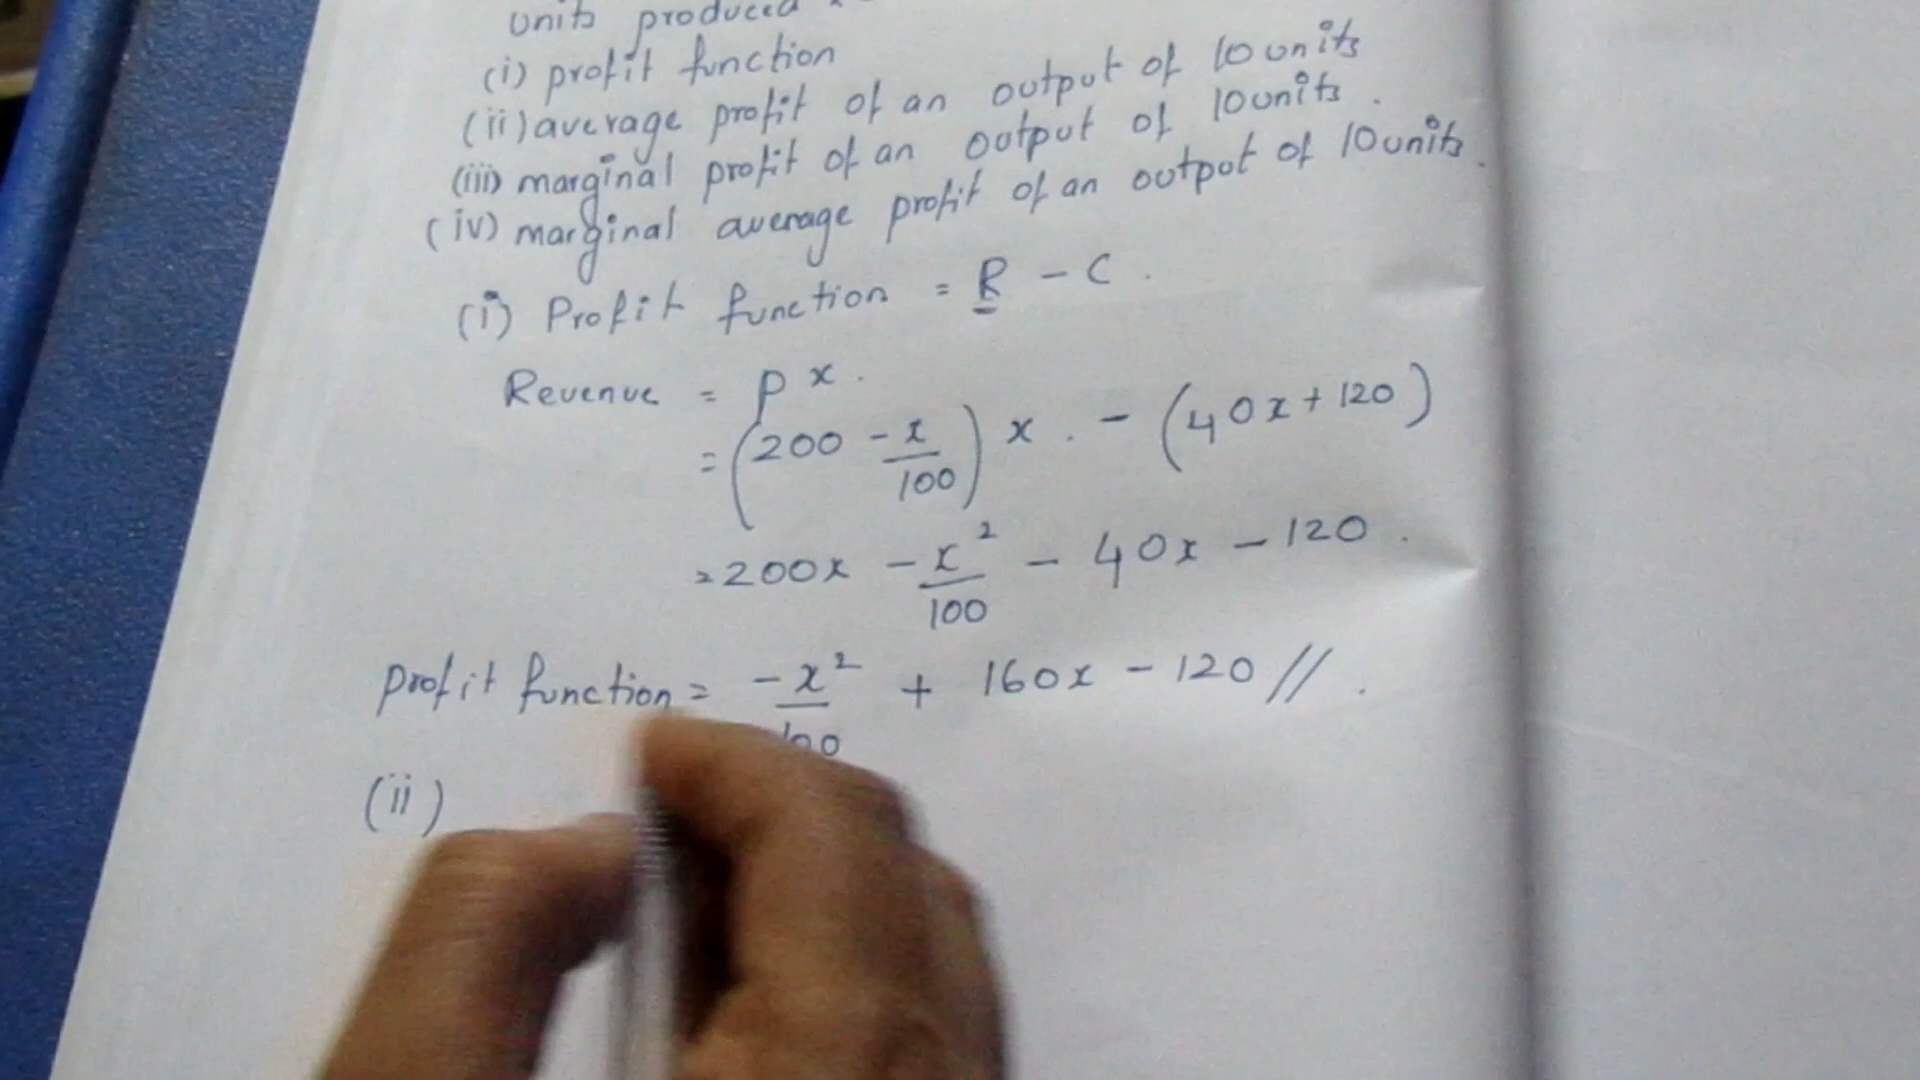 units produced
(i) profit function
(ii) average profit of an output of 10 units
(iii) marginal profit of an output of 10 units.
(iv) marginal average profit of an output of 10 units.
(i) Profit function = R - C.
Revenue = px.
= (200 - x/100) x. - (40x + 120)
= 200x - x²/100 - 40x - 120.
profit function = -x²/100 + 160x - 120 //.
(ii)